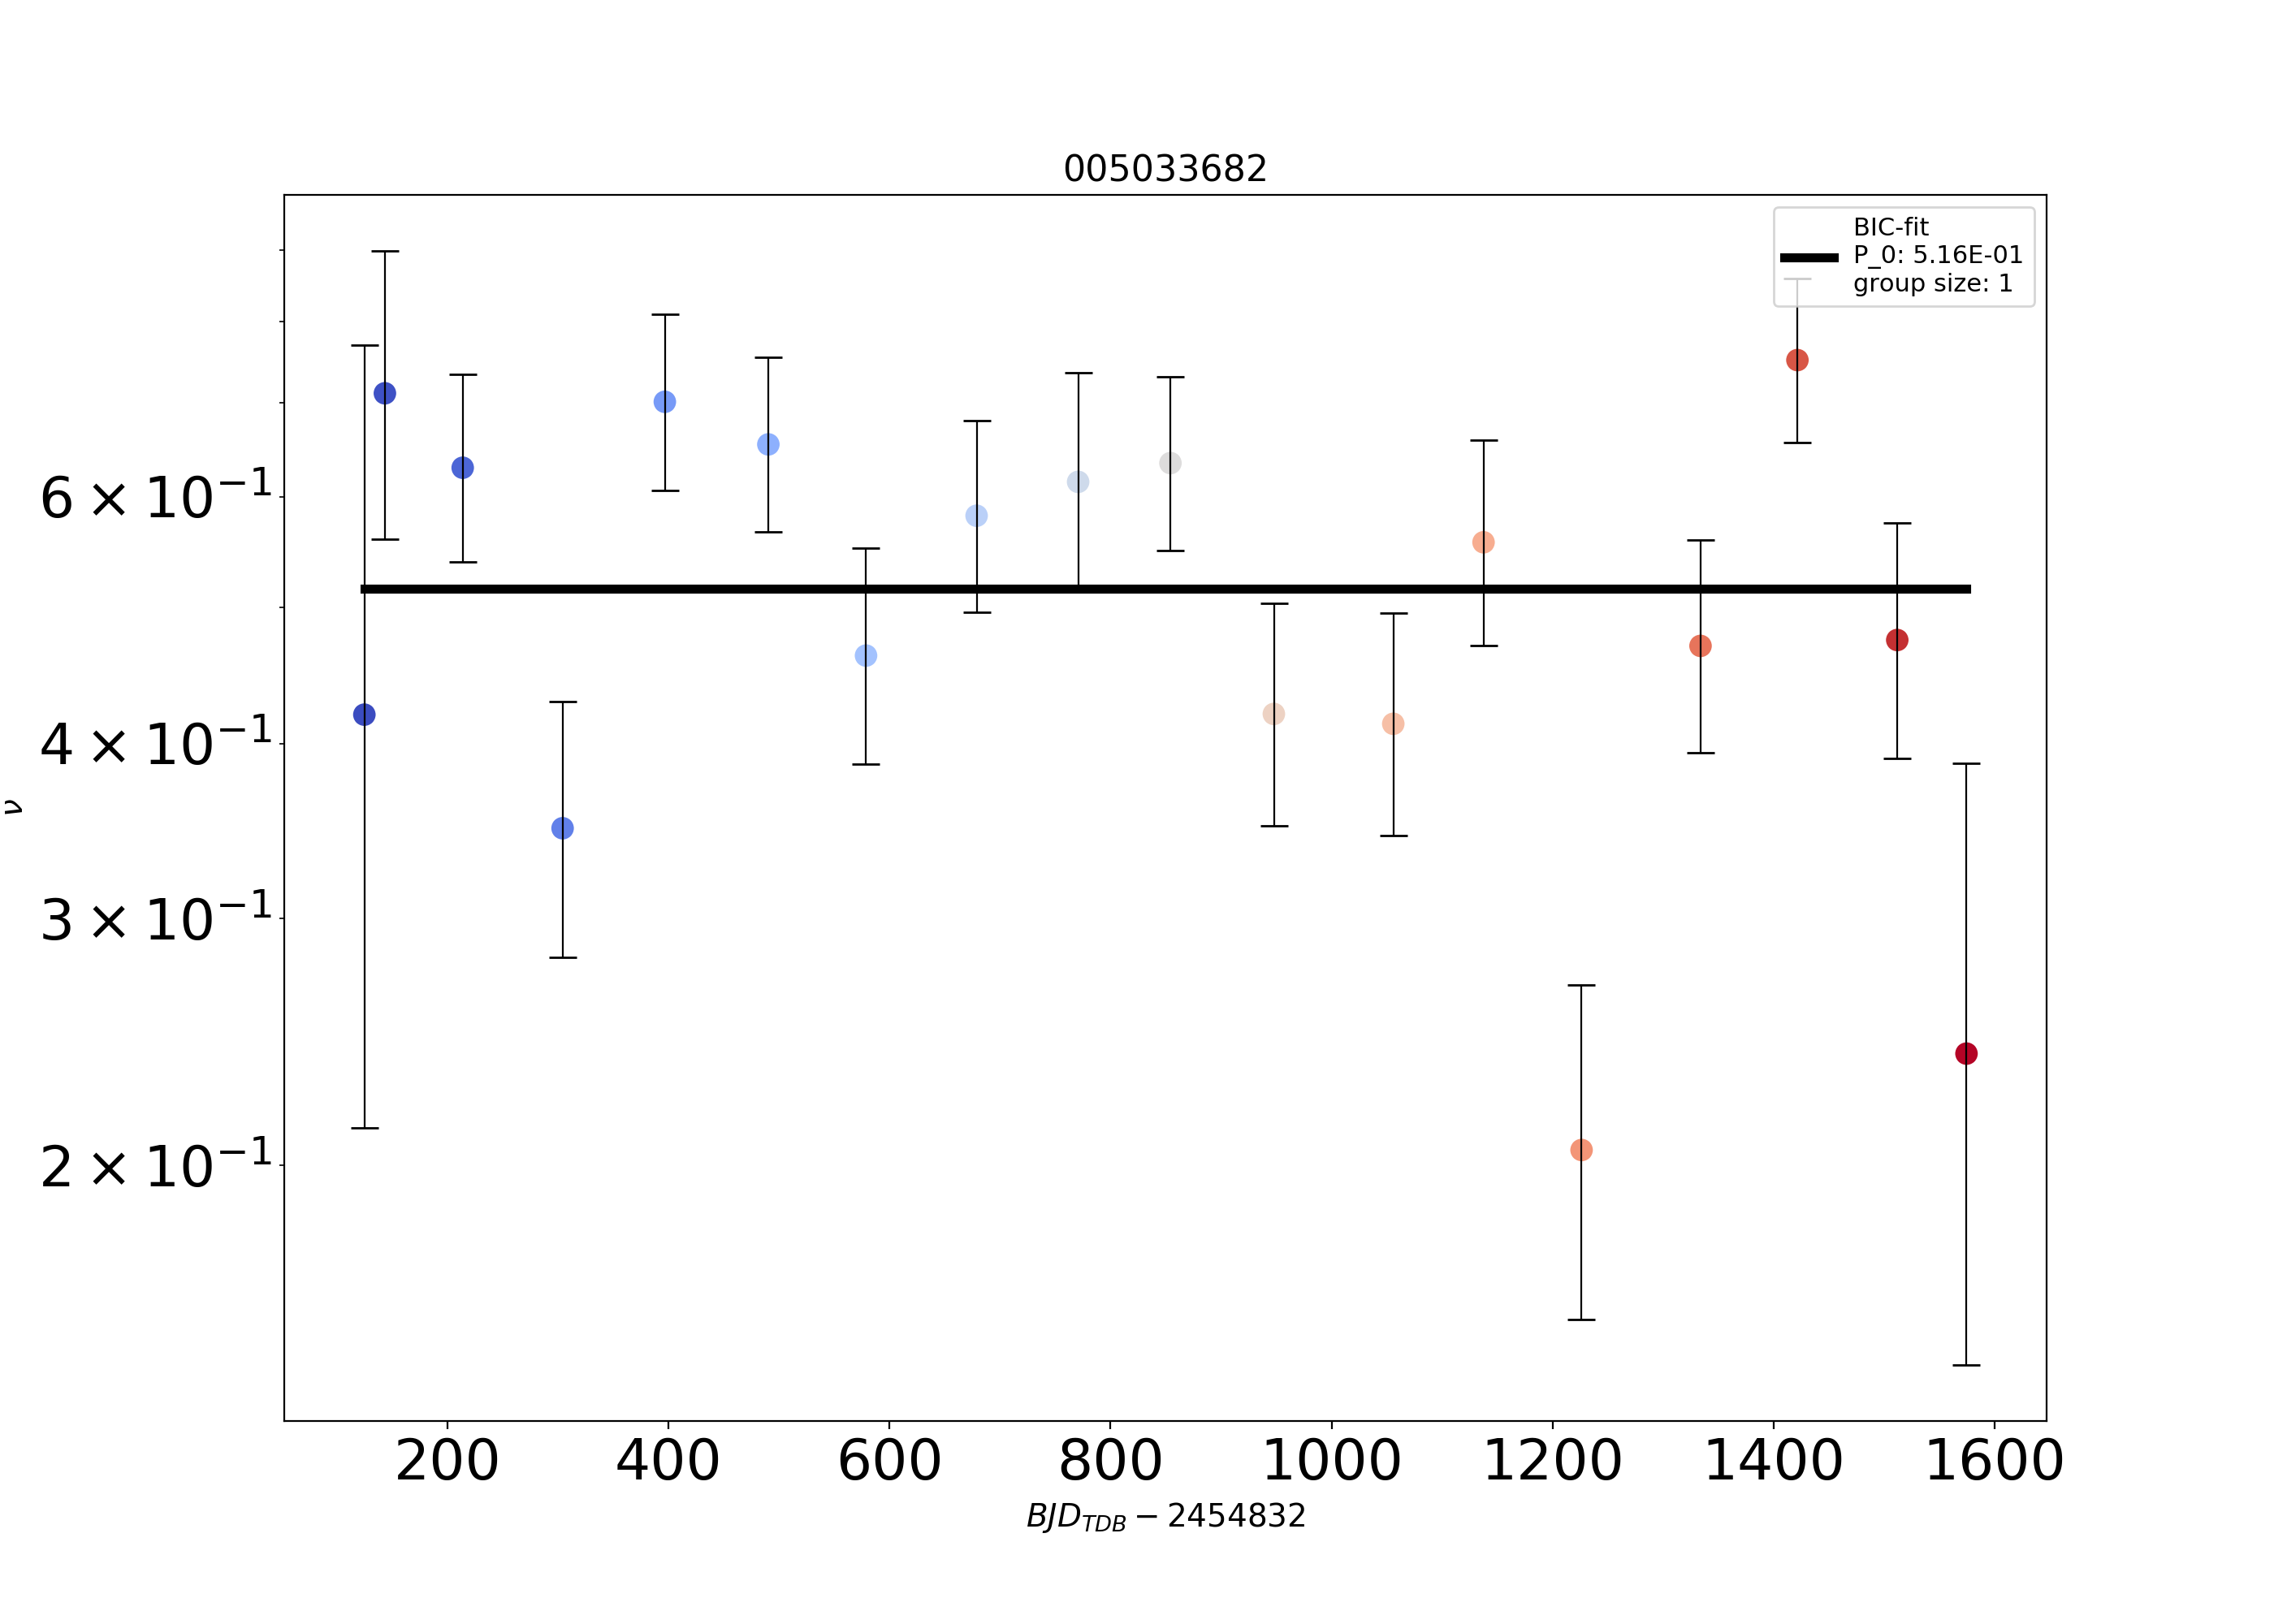 005033682
BIC-fit
P_0: 5.16E-01
group size: 1
6 × 10⁻¹
4 × 10⁻¹
3 × 10⁻¹
2 × 10⁻¹
ν
200 400 600 800 1000 1200 1400 1600
BJD_TDB − 2454832